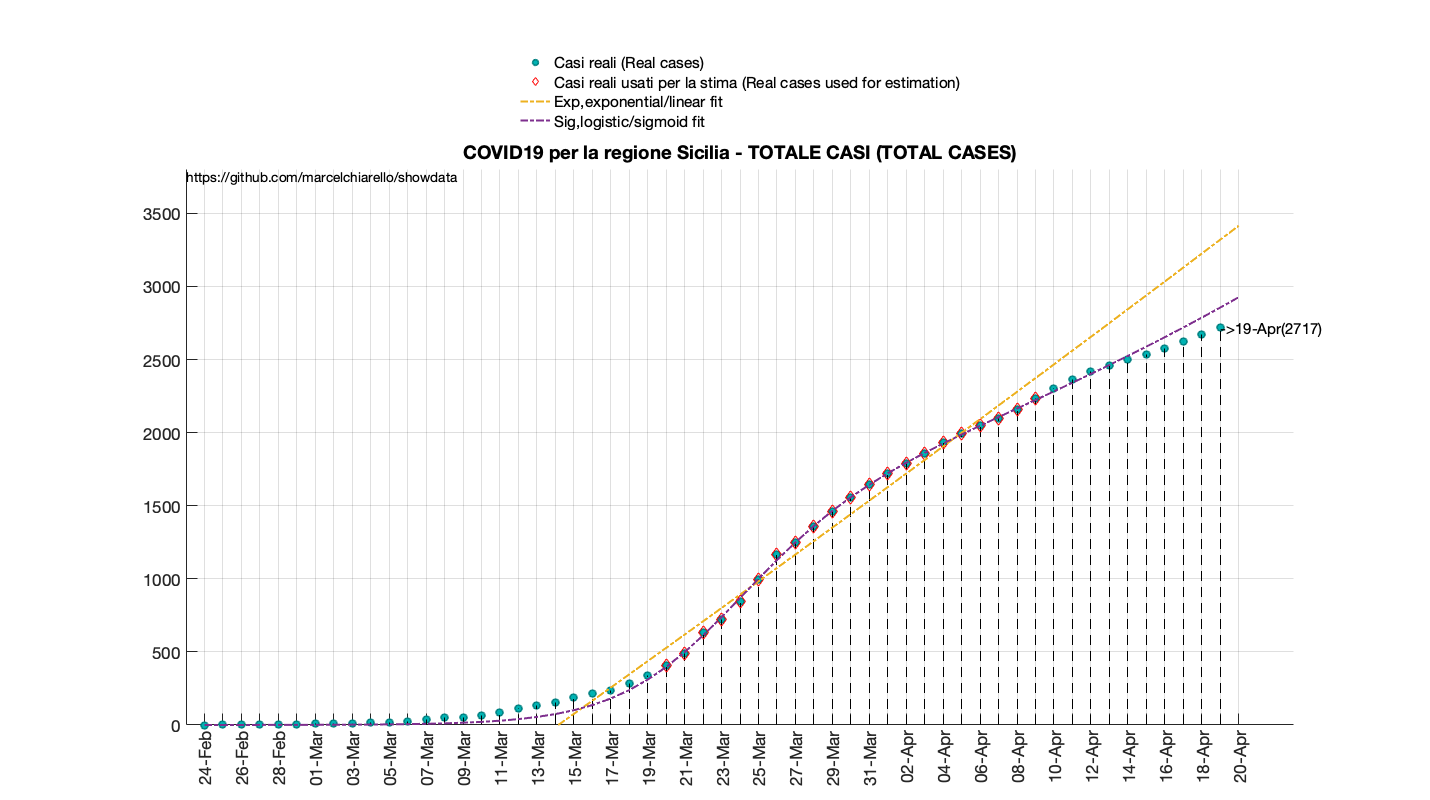 Casi reali (Real cases)
Casi reali usati per la stima (Real cases used for estimation)
Exp,exponential/linear fit
Sig,logistic/sigmoid fit
COVID19 per la regione Sicilia - TOTALE CASI (TOTAL CASES)
https://github.com/marcelchiarello/showdata
3500
3000
2500
2000
1500
1000
500
0
>19-Apr(2717)
24-Feb
26-Feb
28-Feb
01-Mar
03-Mar
05-Mar
07-Mar
09-Mar
11-Mar
13-Mar
15-Mar
17-Mar
19-Mar
21-Mar
23-Mar
25-Mar
27-Mar
29-Mar
31-Mar
02-Apr
04-Apr
06-Apr
08-Apr
10-Apr
12-Apr
14-Apr
16-Apr
18-Apr
20-Apr